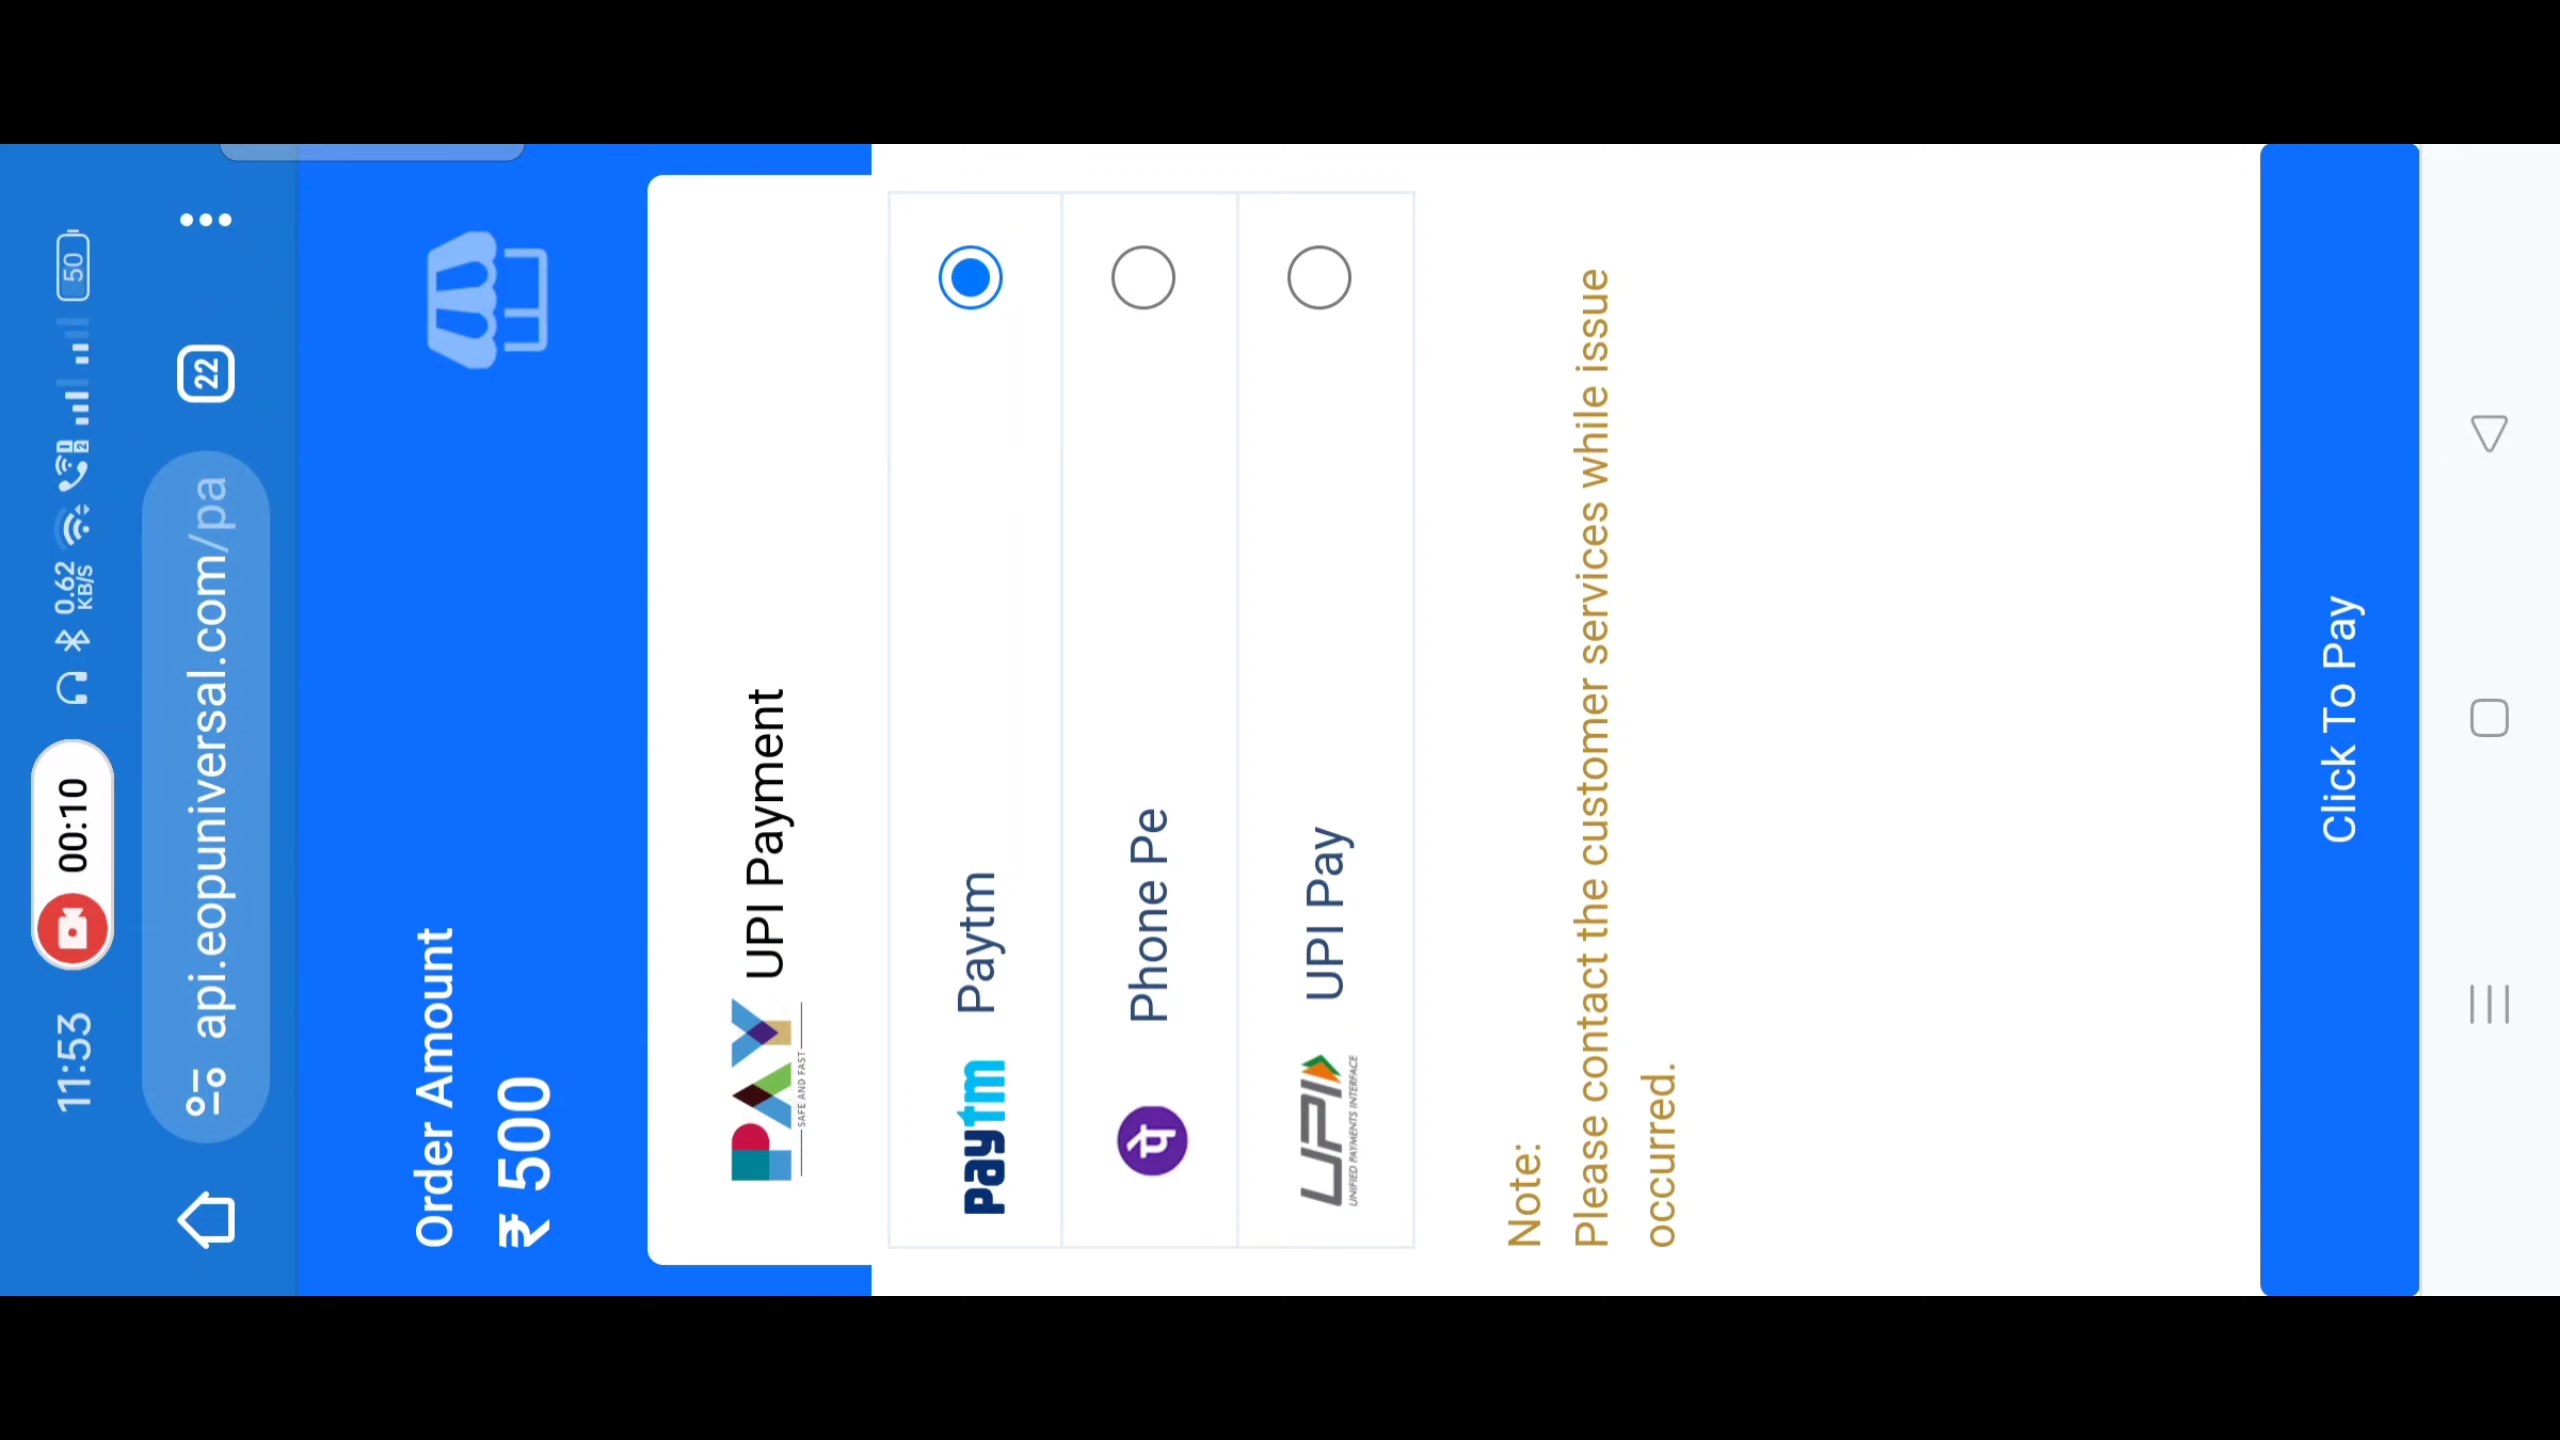 11:53
00:10
0.62
KB/S
1
2
50
api.eopuniversal.com/pa
22
Order Amount
₹ 500
PAY
SAFE AND FAST
UPI Payment
paytm
Paytm
पे
Phone Pe
UPI
UNIFIED PAYMENTS INTERFACE
UPI Pay
Note:
Please contact the customer services while issue
occurred.
Click To Pay